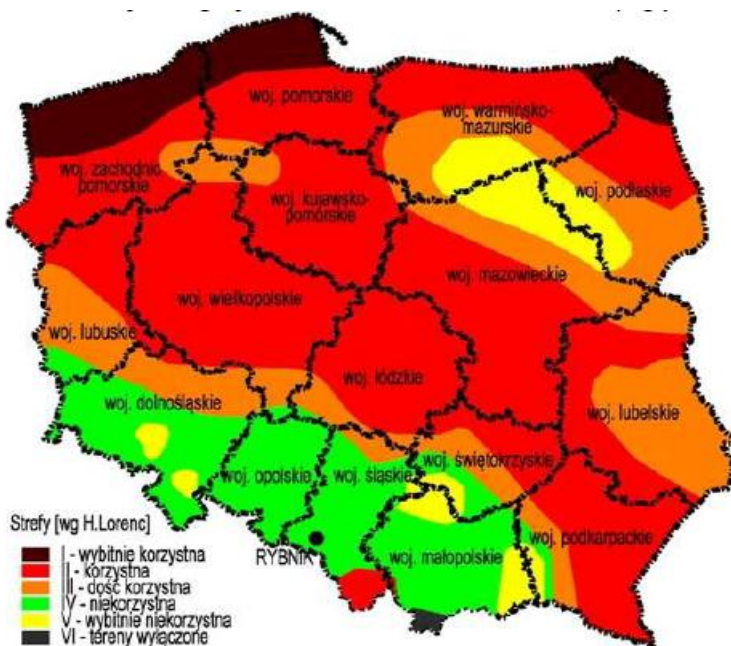 woj. pomorskie
woj. warmińsko-
mazurskie
woj. zachodnio-
pomorskie
woj. kujawsko-
pomorskie
woj. podlaskie
woj. mazowieckie
woj. wielkopolskie
woj. lubuskie
woj. łódzkie
woj. dolnośląskie
woj. lubelskie
woj. opolskie
woj. śląskie
woj. świętokrzyskie
woj. małopolskie
woj. podkarpackie
RYBNIK
Strefy [wg H.Lorenc]
I - wybitnie korzystna
II - korzystna
III - dość korzystna
IV - niekorzystna
V - wybitnie niekorzystna
VI - tereny wyłączone